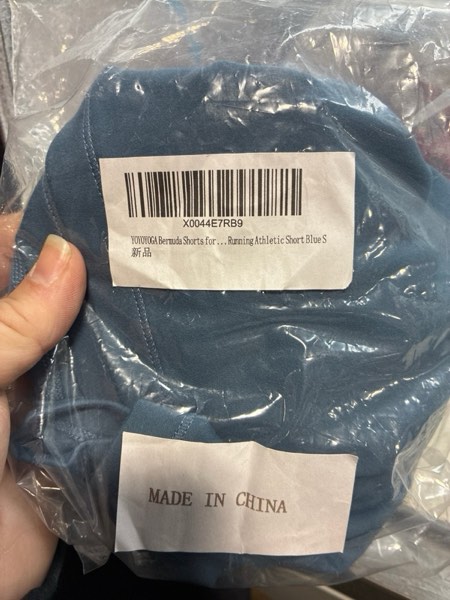 X0044E7RB9
YOYOYOGA Bermuda Shorts for... Running Athletic Short Blue S
新品
MADE IN CHINA